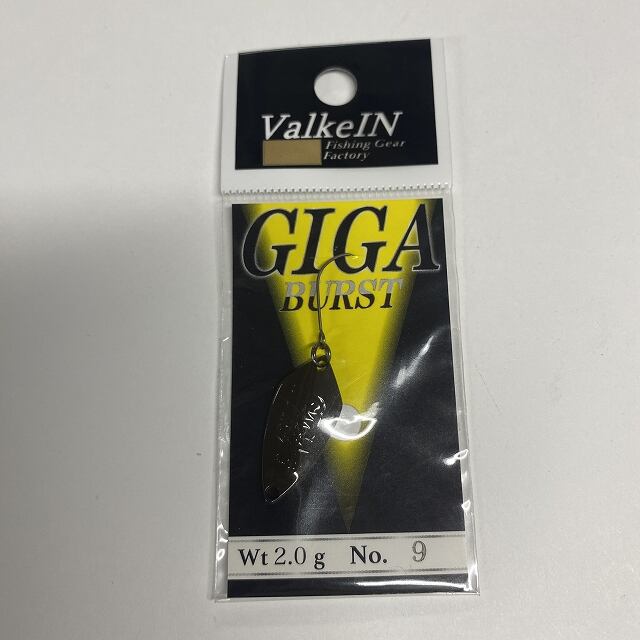 ValkeIN
Fishing Gear
Factory
GIGA
BURST
Wt 2.0 g No. 9